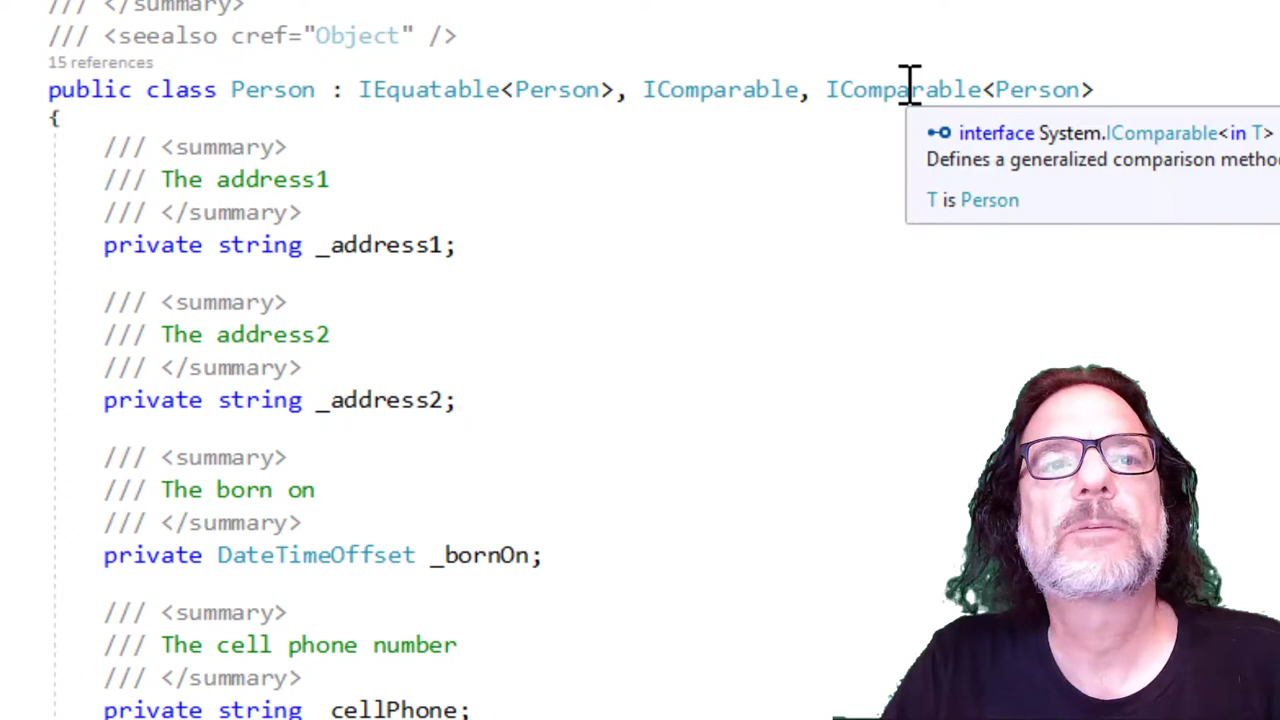 /// </summary>
/// <seealso cref="Object" />
15 references
public class Person : IEquatable<Person>, IComparable, IComparable<Person>
{
interface System.IComparable<in T>
/// <summary>
Defines a generalized comparison
/// The address1
T is Person
/// </summary>
private string _address1;
/// <summary>
/// The address2
/// </summary>
private string _address2;
/// <summary>
/// The born on
/// </summary>
private DateTimeOffset _bornOn;
/// <summary>
/// The cell phone number
/// </summary>
private string _cellPhone;